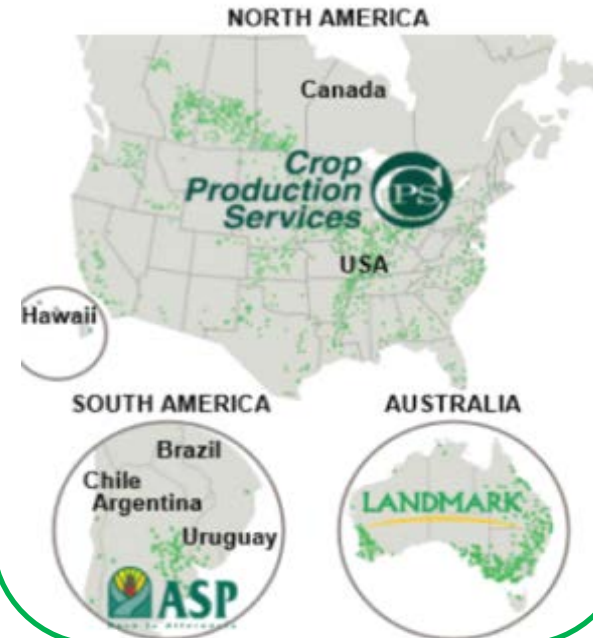 NORTH AMERICA
Canada
Crop
Production
Services
CPS
USA
Hawaii
SOUTH AMERICA
AUSTRALIA
Brazil
Chile
Argentina
Uruguay
ASP
LANDMARK